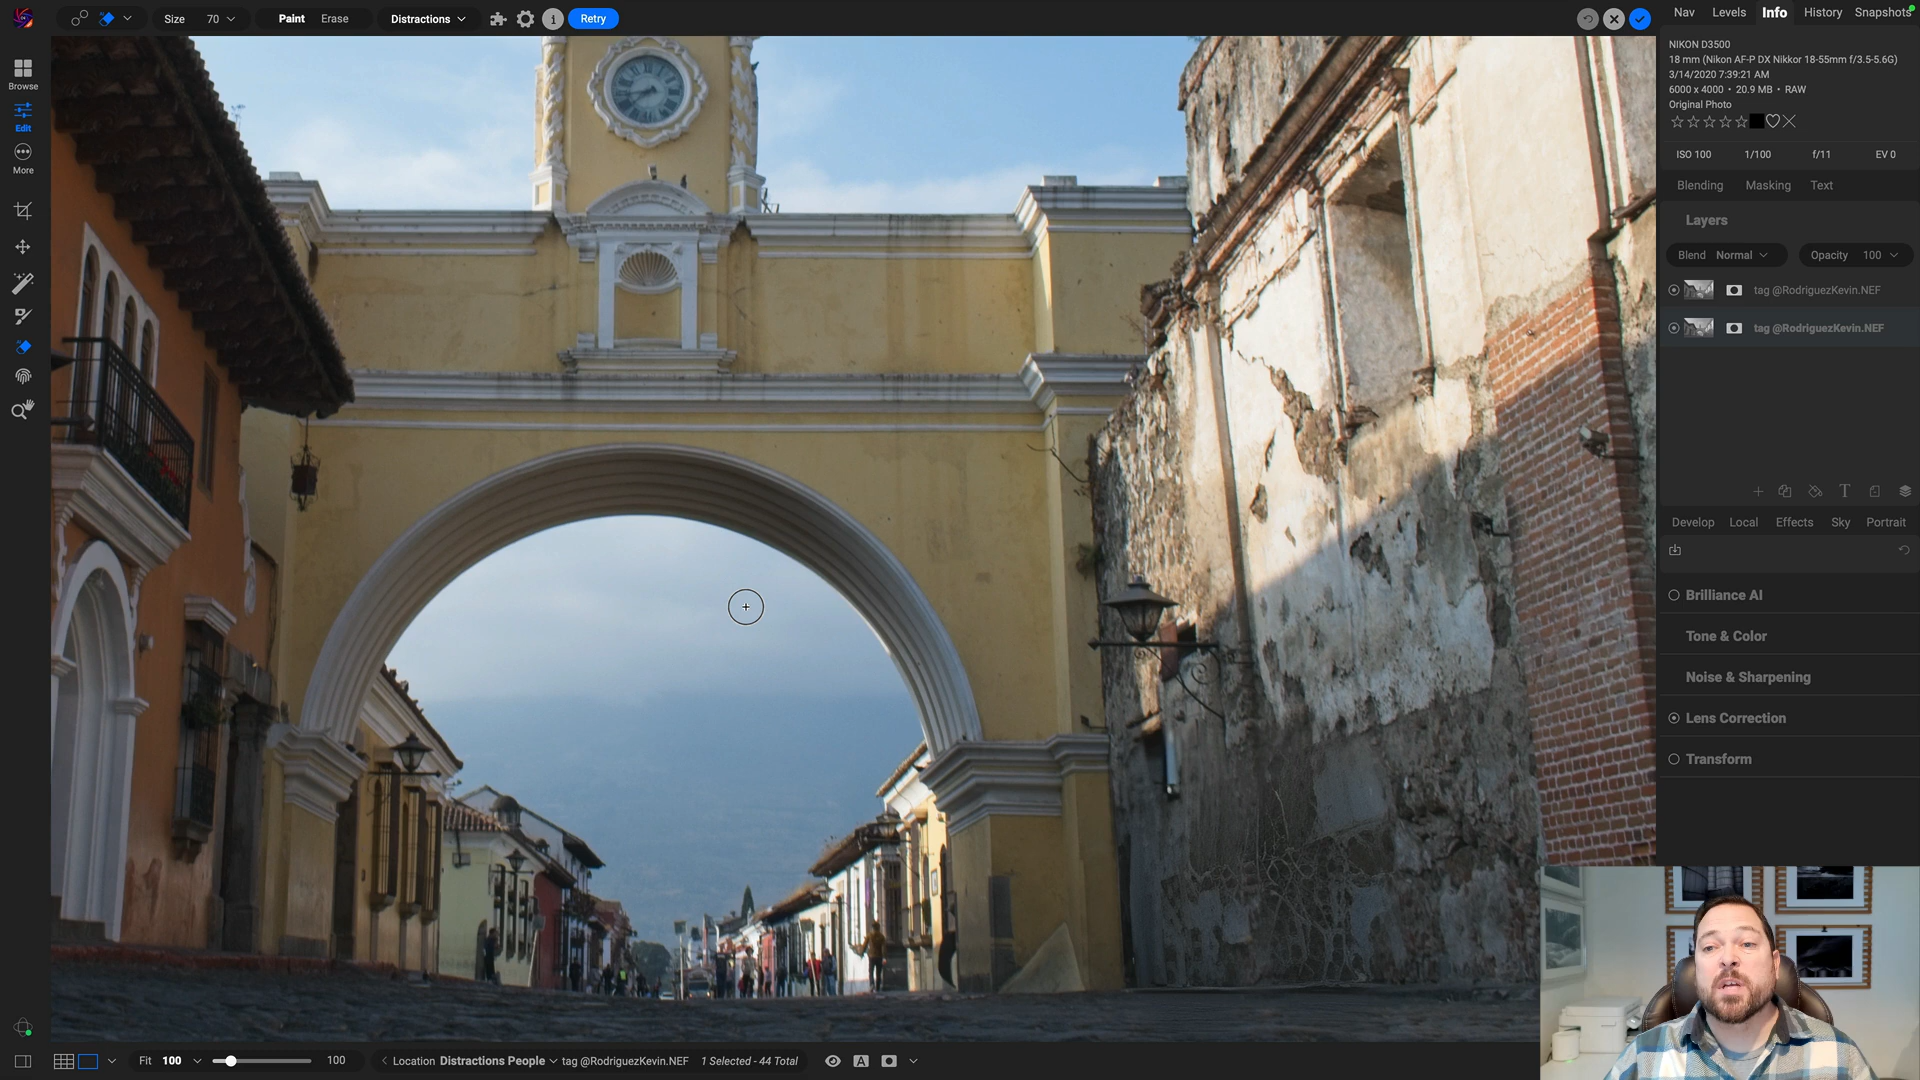 Size 70 Paint Erase Distractions Retry
Nav Levels Info History Snapshots
NIKON D3500
18 mm (Nikon AF-P DX Nikkor 18-55mm f/3.5-5.6G)
3/14/2020 7:39:21 AM
6000 x 4000 • 20.9 MB • RAW
Original Photo
ISO 100 1/100 f/11 EV 0
Blending Masking Text
Layers
Blend Normal Opacity 100
tag @RodriguezKevin.NEF
tag @RodriguezKevin.NEF
Develop Local Effects Sky Portrait
Brilliance AI
Tone & Color
Noise & Sharpening
Lens Correction
Transform
Browse
Edit
More
Fit 100 100 Location Distractions People tag @RodriguezKevin.NEF 1 Selected - 44 Total A